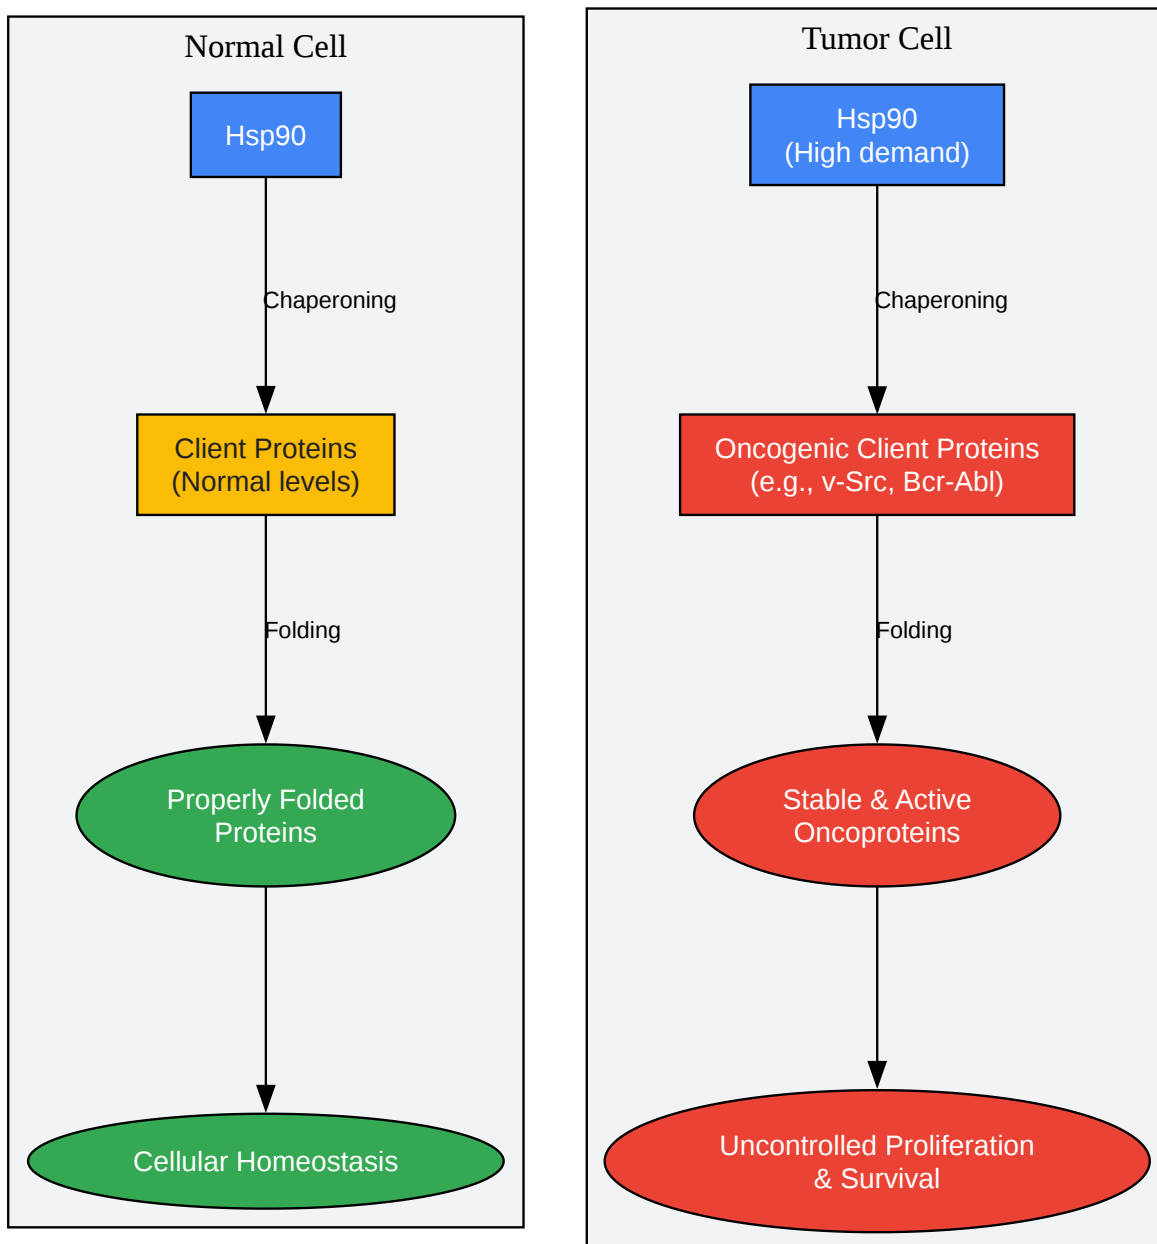 Normal Cell
Hsp90
Chaperoning
Client Proteins
(Normal levels)
Folding
Properly Folded
Proteins
Cellular Homeostasis
Tumor Cell
Hsp90
(High demand)
Chaperoning
Oncogenic Client Proteins
(e.g., v-Src, Bcr-Abl)
Folding
Stable & Active
Oncoproteins
Uncontrolled Proliferation
& Survival